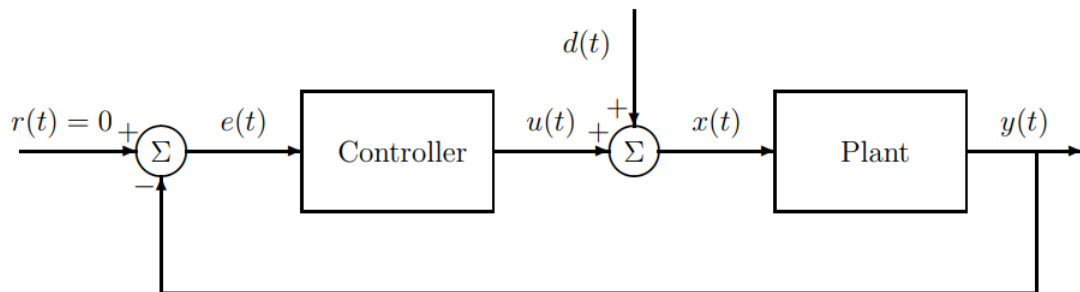 d(t)
r(t) = 0 + e(t) u(t) + + x(t) y(t)
Σ Controller Σ Plant
−